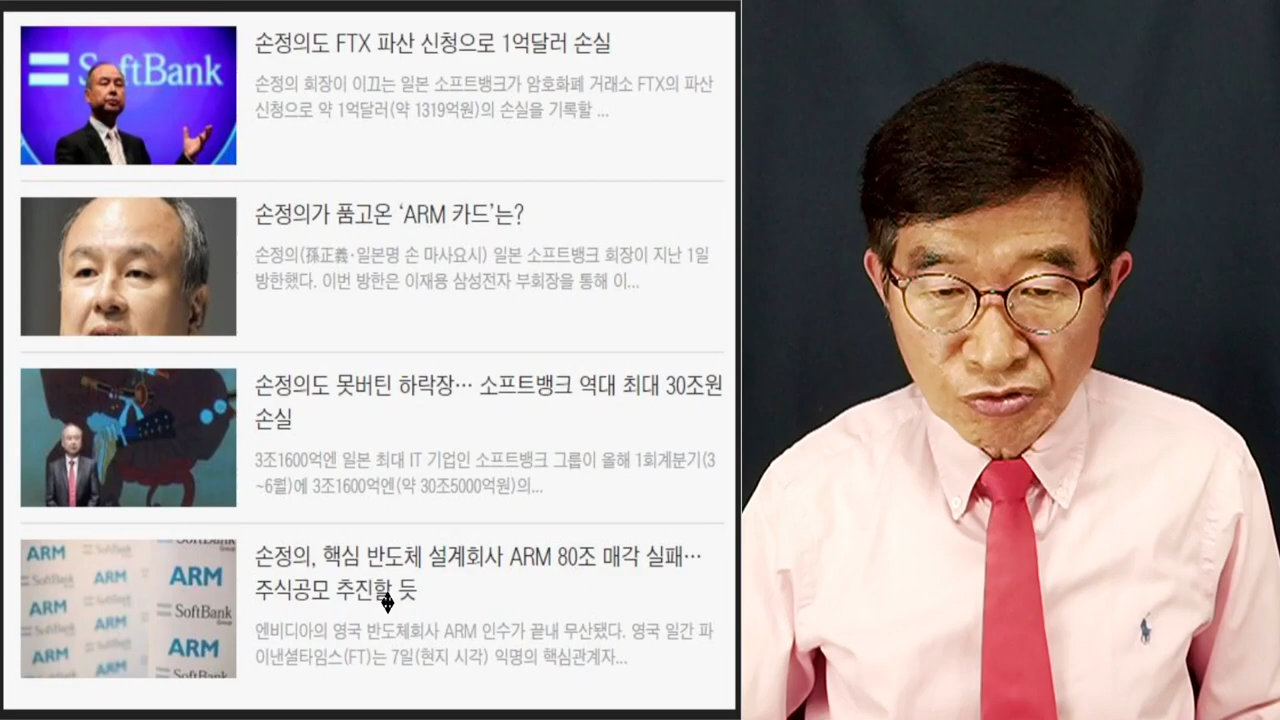 SoftBank
손정의도 FTX 파산 신청으로 1억달러 손실
손정의 회장이 이끄는 일본 소프트뱅크가 암호화폐 거래소 FTX의 파산
신청으로 약 1억달러(약 1319억원)의 손실을 기록할 ...
손정의가 품고온 ‘ARM 카드’는?
손정의(孫正義·일본명 손 마사요시) 일본 소프트뱅크 회장이 지난 1일
방한했다. 이번 방한은 이재용 삼성전자 부회장을 통해 이...
손정의도 못버틴 하락장… 소프트뱅크 역대 최대 30조원
손실
3조1600억엔 일본 최대 IT 기업인 소프트뱅크 그룹이 올해 1회계분기(3
~6월)에 3조1600억엔(약 30조5000억원)의...
손정의, 핵심 반도체 설계회사 ARM 80조 매각 실패…
주식공모 추진할 듯
엔비디아의 영국 반도체회사 ARM 인수가 끝내 무산됐다. 영국 일간 파
이낸셜타임스(FT)는 7일(현지 시각) 익명의 핵심관계자...
ARM SoftBank SoftBank Group
SoftBank ARM ARM
ARM SoftBank SoftBank Group
SoftBank ARM
ARM SoftBank ARM
SoftBank